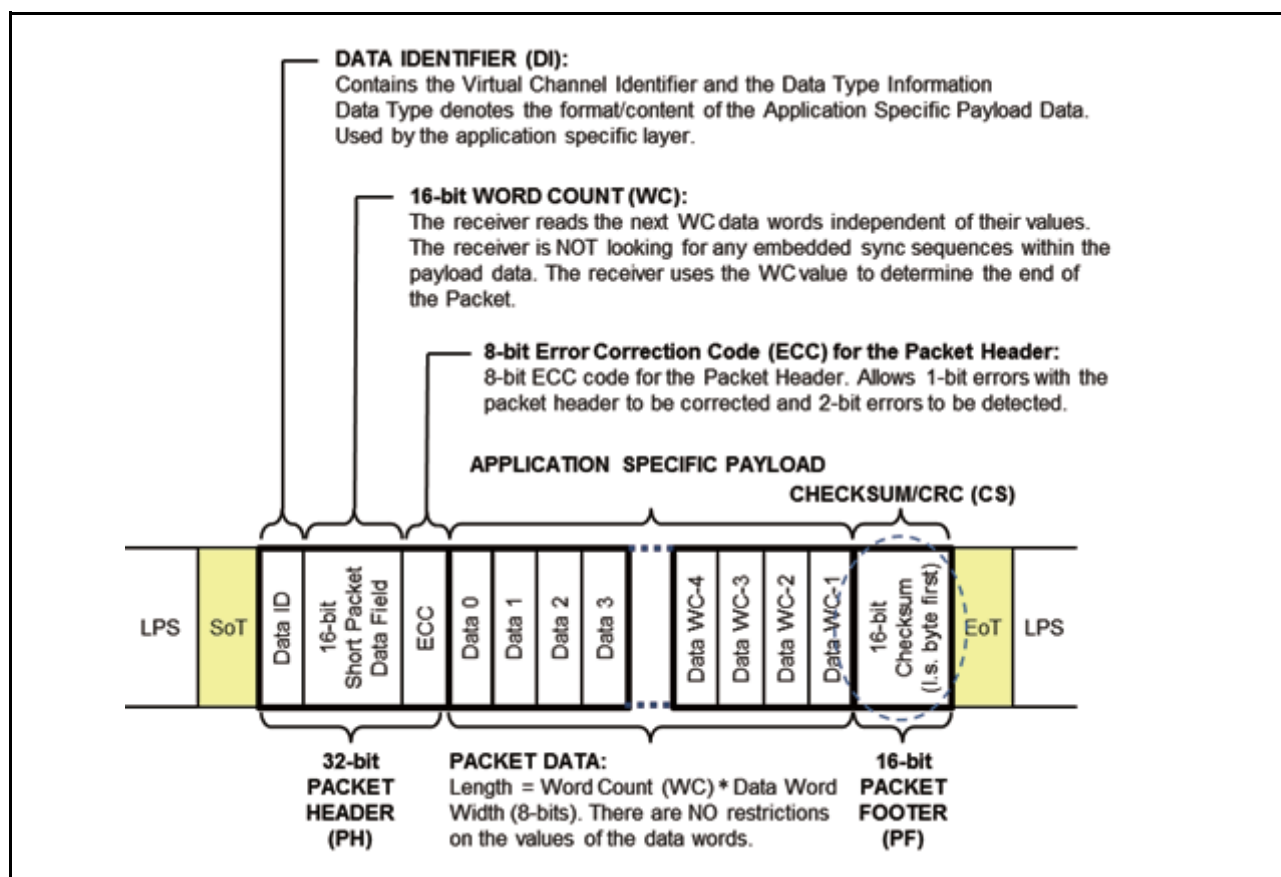 DATA IDENTIFIER (DI):
Contains the Virtual Channel Identifier and the Data Type Information
Data Type denotes the format/content of the Application Specific Payload Data.
Used by the application specific layer.
16-bit WORD COUNT (WC):
The receiver reads the next WC data words independent of their values.
The receiver is NOT looking for any embedded sync sequences within the
payload data. The receiver uses the WC value to determine the end of
the Packet.
8-bit Error Correction Code (ECC) for the Packet Header:
8-bit ECC code for the Packet Header. Allows 1-bit errors with the
packet header to be corrected and 2-bit errors to be detected.
APPLICATION SPECIFIC PAYLOAD
CHECKSUM/CRC (CS)
LPS
SoT
Data ID
16-bit
Short Packet
Data Field
ECC
Data 0
Data 1
Data 2
Data 3
Data WC-4
Data WC-3
Data WC-2
Data WC-1
16-bit
Checksum
(l.s. byte first)
EoT
LPS
32-bit
PACKET
HEADER
(PH)
PACKET DATA:
Length = Word Count (WC) * Data Word
Width (8-bits). There are NO restrictions
on the values of the data words.
16-bit
PACKET
FOOTER
(PF)